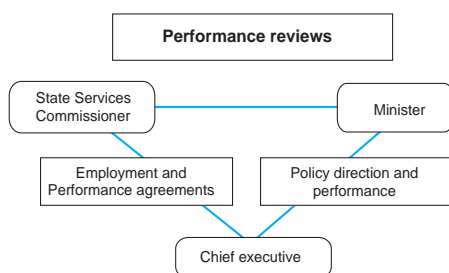 Performance reviews
State Services
Commissioner
Minister
Employment and
Performance agreements
Policy direction and
performance
Chief executive